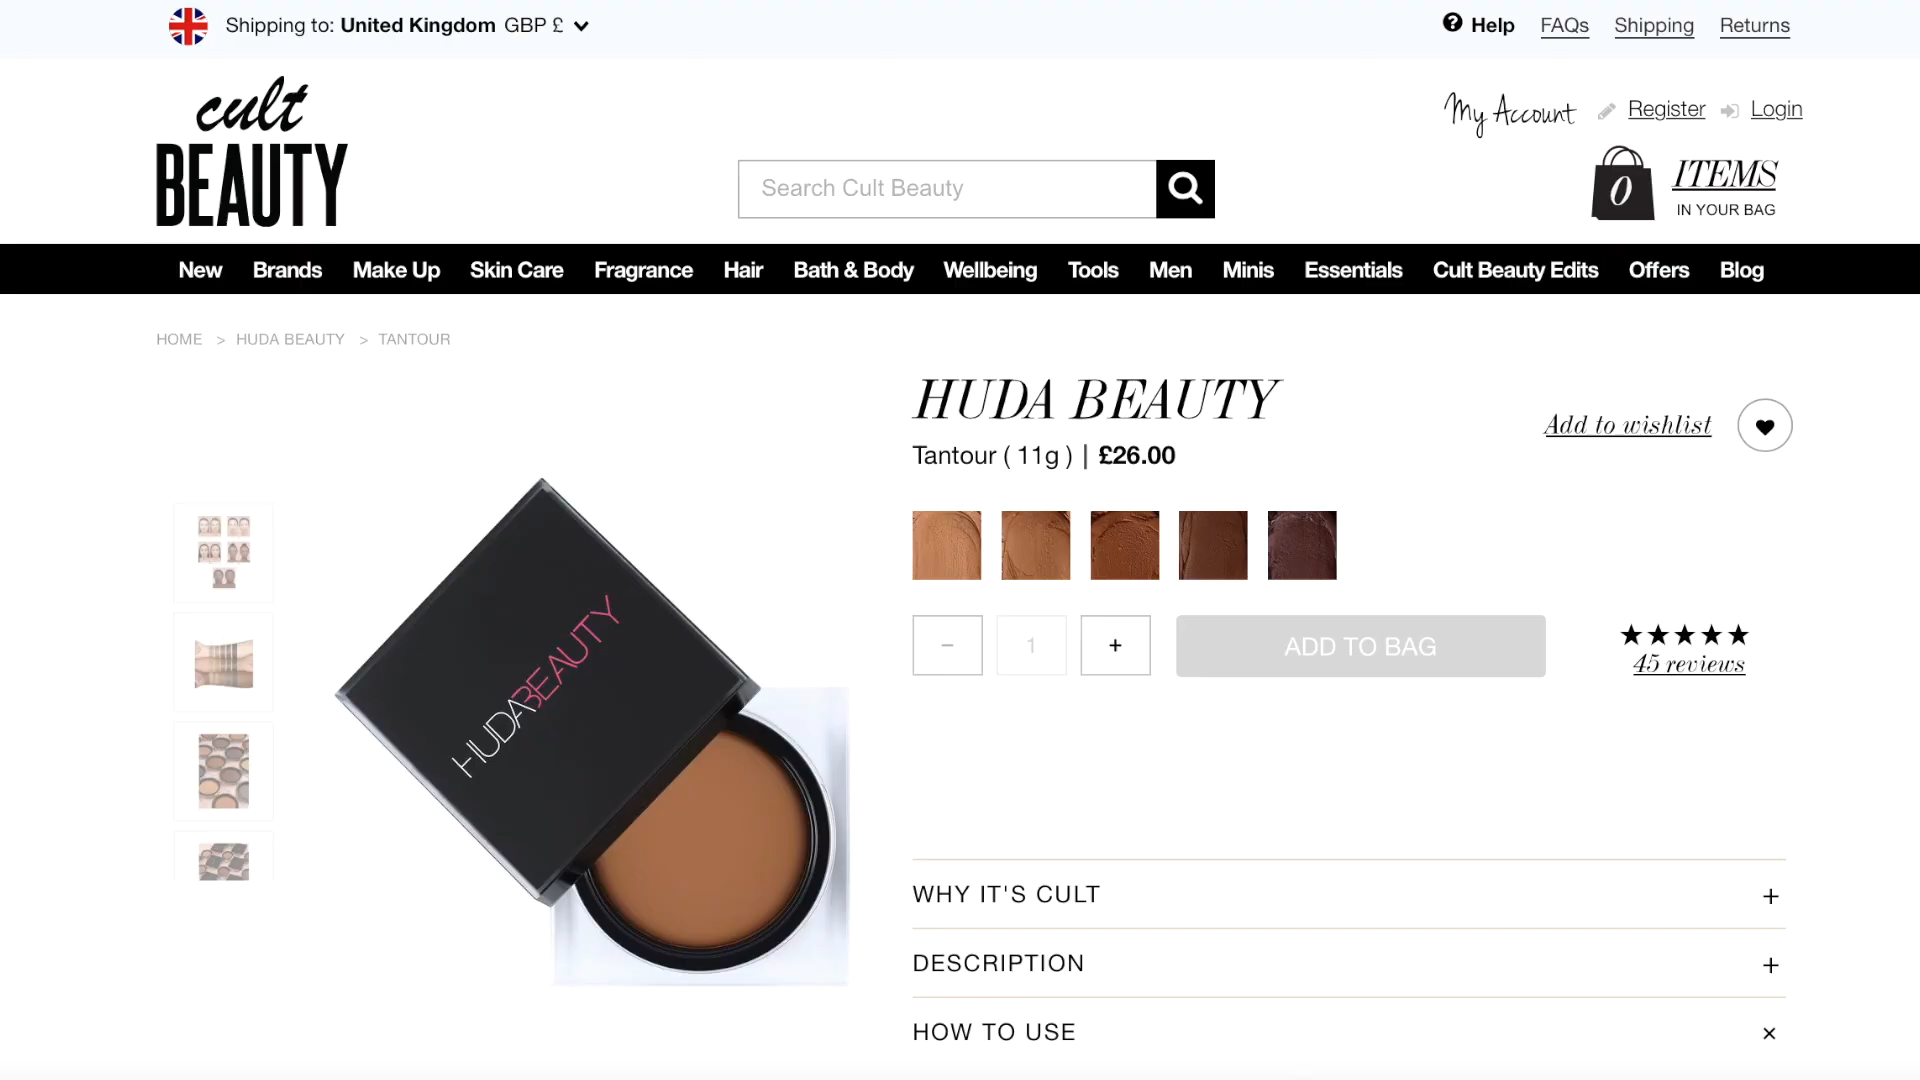 Shipping to: United Kingdom GBP £
Help FAQs Shipping Returns
cult
BEAUTY
My Account Register Login
Search Cult Beauty
0
ITEMS
IN YOUR BAG
New Brands Make Up Skin Care Fragrance Hair Bath & Body Wellbeing Tools Men Minis Essentials Cult Beauty Edits Offers Blog
HOME > HUDA BEAUTY > TANTOUR
HUDABEAUTY
HUDA BEAUTY
Add to wishlist
Tantour ( 11g ) | £26.00
− 1 + ADD TO BAG
45 reviews
WHY IT'S CULT +
DESCRIPTION +
HOW TO USE ×